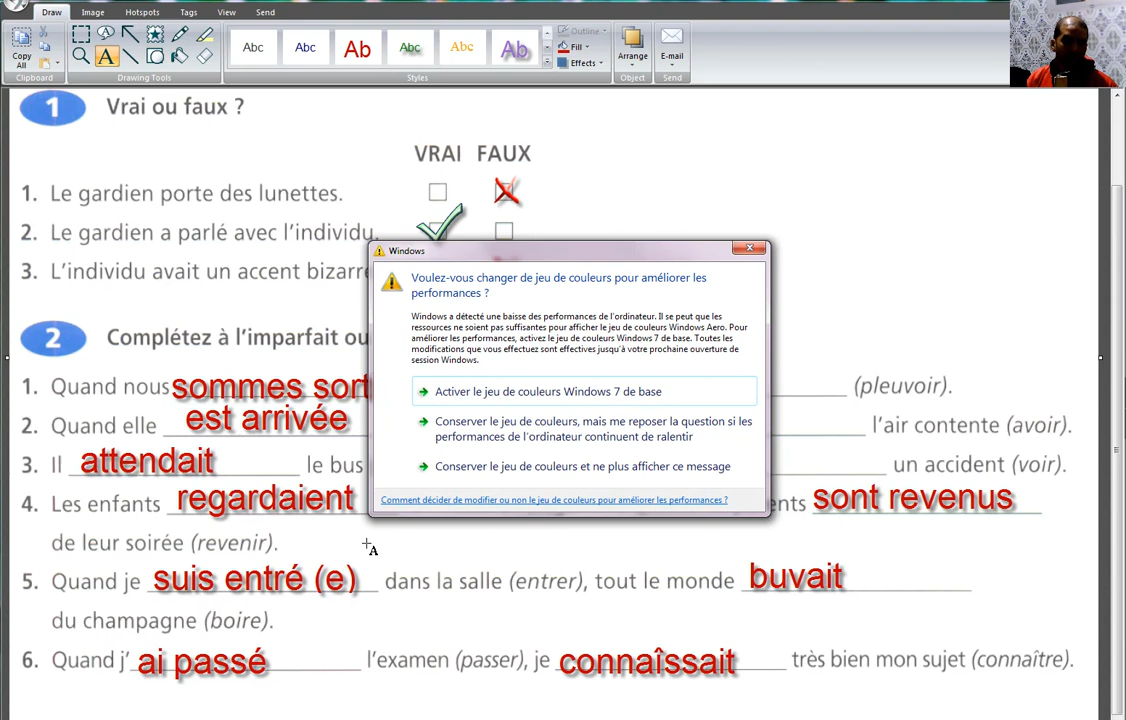 Draw Image Hotspots Tags View Send
Copy All
Clipboard
Drawing Tools
Abc Abc Ab Abc Abc Ab
Styles
Outline
Fill
Effects
Arrange
Object
E-mail
Send
1 Vrai ou faux ?
VRAI FAUX
1. Le gardien porte des lunettes.
2. Le gardien a parlé avec l'individu.
3. L'individu avait un accent bizarre
2 Complétez à l'imparfait ou
1. Quand nous sommes sort (pleuvoir).
2. Quand elle est arrivée l'air contente (avoir).
3. Il attendait le bus un accident (voir).
4. Les enfants regardaient ents sont revenus
de leur soirée (revenir).
5. Quand je suis entré (e) dans la salle (entrer), tout le monde buvait
du champagne (boire).
6. Quand j' ai passé l'examen (passer), je connaîssait très bien mon sujet (connaître).
Windows
Voulez-vous changer de jeu de couleurs pour améliorer les
performances ?
Windows a détecté une baisse des performances de l'ordinateur. Il se peut que les
ressources ne soient pas suffisantes pour afficher le jeu de couleurs Windows Aero. Pour
améliorer les performances, activez le jeu de couleurs Windows 7 de base. Toutes les
modifications que vous effectuez sont effectives jusqu'à votre prochaine ouverture de
session Windows.
Activer le jeu de couleurs Windows 7 de base
Conserver le jeu de couleurs, mais me reposer la question si les
performances de l'ordinateur continuent de ralentir
Conserver le jeu de couleurs et ne plus afficher ce message
Comment décider de modifier ou non le jeu de couleurs pour améliorer les performances ?